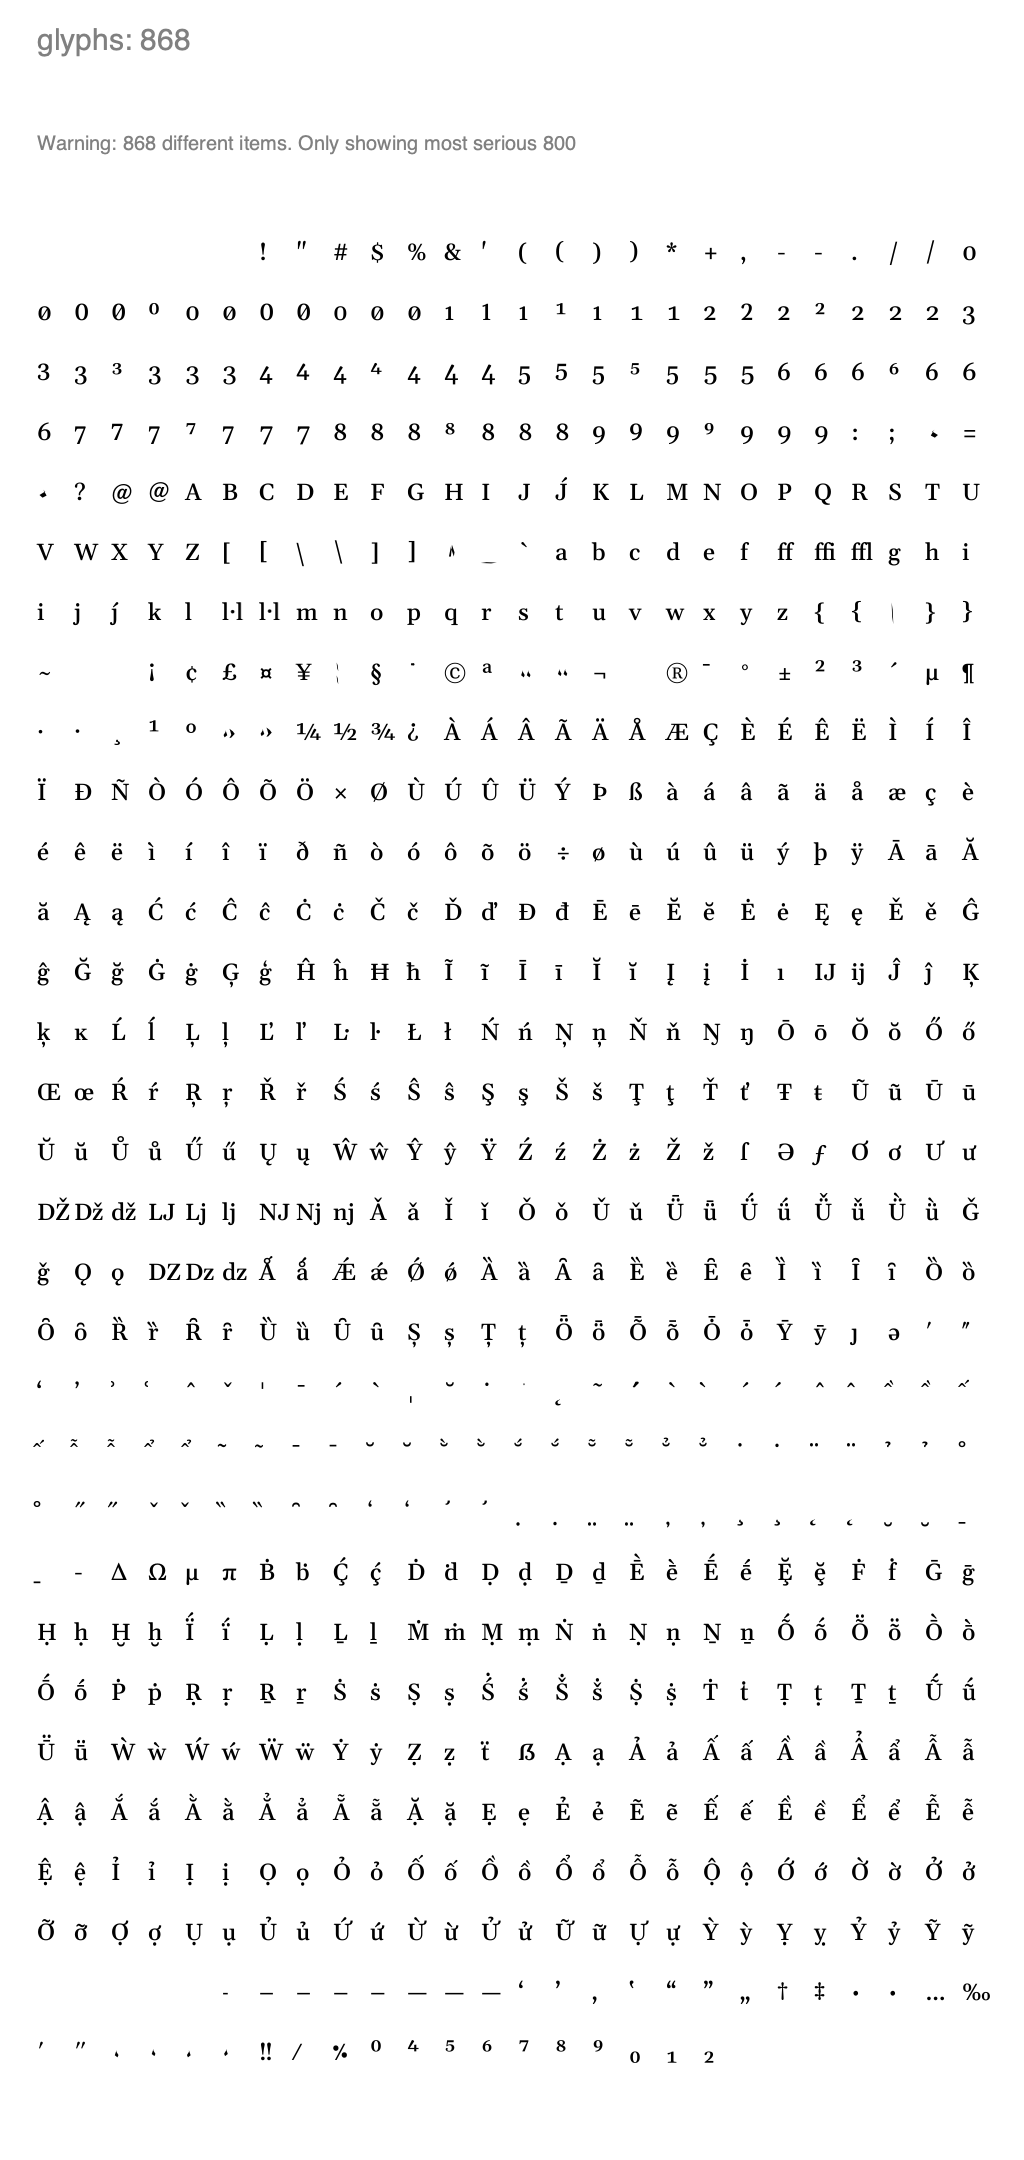 glyphs: 868
Warning: 868 different items. Only showing most serious 800
! " # $ % & ' ( ( ) ) * + , - - . / / 0
0 0 0 ⁰ 0 0 0 0 0 0 0 1 1 1 ¹ 1 1 1 2 2 2 ² 2 2 2 3
3 3 ³ 3 3 3 4 4 4 ⁴ 4 4 4 5 5 5 ⁵ 5 5 5 6 6 6 ⁶ 6 6
6 7 7 7 ⁷ 7 7 7 8 8 8 ⁸ 8 8 8 9 9 9 ⁹ 9 9 9 : ; =
? @ @ A B C D E F G H I J J́ K L M N O P Q R S T U
V W X Y Z [ [ \ \ ] ] _ ` a b c d e f ff ffi ffl g h i
i j j́ k l l·l l·l m n o p q r s t u v w x y z { { | } }
~ ¡ ¢ £ ¤ ¥ ¦ § ¨ © ª « « ¬ ® ¯ ° ± ² ³ ´ µ ¶
· · ¸ ¹ º » » ¼ ½ ¾ ¿ À Á Â Ã Ä Å Æ Ç È É Ê Ë Ì Í Î
Ï Ð Ñ Ò Ó Ô Õ Ö × Ø Ù Ú Û Ü Ý Þ ß à á â ã ä å æ ç è
é ê ë ì í î ï ð ñ ò ó ô õ ö ÷ ø ù ú û ü ý þ ÿ Ā ā Ă
ă Ą ą Ć ć Ĉ ĉ Ċ ċ Č č Ď ď Đ đ Ē ē Ĕ ĕ Ė ė Ę ę Ě ě Ĝ
ĝ Ğ ğ Ġ ġ Ģ ģ Ĥ ĥ Ħ ħ Ĩ ĩ Ī ī Ĭ ĭ Į į İ ı Ĳ ĳ Ĵ ĵ Ķ
ķ ĸ Ĺ ĺ Ļ ļ Ľ ľ Ŀ ŀ Ł ł Ń ń Ņ ņ Ň ň Ŋ ŋ Ō ō Ŏ ŏ Ő ő
Œ œ Ŕ ŕ Ŗ ŗ Ř ř Ś ś Ŝ ŝ Ş ş Š š Ţ ţ Ť ť Ŧ ŧ Ũ ũ Ū ū
Ŭ ŭ Ů ů Ű ű Ų ų Ŵ ŵ Ŷ ŷ Ÿ Ź ź Ż ż Ž ž ſ Ə ƒ Ơ ơ Ư ư
Ǆ ǅ ǆ Ǉ ǈ ǉ Ǌ ǋ ǌ Ǎ ǎ Ǐ ǐ Ǒ ǒ Ǔ ǔ Ǖ ǖ Ǘ ǘ Ǚ ǚ Ǜ ǜ Ǧ
ǧ Ǫ ǫ Ǳ ǲ ǳ Ǻ ǻ Ǽ ǽ Ǿ ǿ Ȁ ȁ Ȃ ȃ Ȅ ȅ Ȇ ȇ Ȉ ȉ Ȋ ȋ Ȍ ȍ
Ȏ ȏ Ȑ ȑ Ȓ ȓ Ȕ ȕ Ȗ ȗ Ș ș Ț ț Ȫ ȫ Ȭ ȭ Ȱ ȱ Ȳ ȳ ȷ ə ʹ ʺ
- Δ Ω μ π Ḃ ḃ Ḉ ḉ Ḋ ḋ Ḍ ḍ Ḏ ḏ Ḕ ḕ Ḗ ḗ Ḝ ḝ Ḟ ḟ Ḡ ḡ
Ḥ ḥ Ḫ ḫ Ḯ ḯ Ḷ ḷ Ḻ ḻ Ṁ ṁ Ṃ ṃ Ṅ ṅ Ṇ ṇ Ṉ ṉ Ṍ ṍ Ṏ ṏ Ṑ ṑ
Ṓ ṓ Ṗ ṗ Ṛ ṛ Ṟ ṟ Ṡ ṡ Ṣ ṣ Ṥ ṥ Ṧ ṧ Ṩ ṩ Ṫ ṫ Ṭ ṭ Ṯ ṯ Ṹ ṹ
Ṻ ṻ Ẁ ẁ Ẃ ẃ Ẅ ẅ Ẏ ẏ Ẓ ẓ ẗ ẞ Ạ ạ Ả ả Ấ ấ Ầ ầ Ẩ ẩ Ẫ ẫ
Ậ ậ Ắ ắ Ằ ằ Ẳ ẳ Ẵ ẵ Ặ ặ Ẹ ẹ Ẻ ẻ Ẽ ẽ Ế ế Ề ề Ể ể Ễ ễ
Ệ ệ Ỉ ỉ Ị ị Ọ ọ Ỏ ỏ Ố ố Ồ ồ Ổ ổ Ỗ ỗ Ộ ộ Ớ ớ Ờ ờ Ở ở
Ỡ ỡ Ợ ợ Ụ ụ Ủ ủ Ứ ứ Ừ ừ Ử ử Ữ ữ Ự ự Ỳ ỳ Ỵ ỵ Ỷ ỷ Ỹ ỹ
‐ – – – – — — — ‘ ’ ‚ ‛ “ ” „ † ‡ • • … ‰
′ ″ ‹ ‹ › › ‼ ⁄ ⁒ ⁰ ⁴ ⁵ ⁶ ⁷ ⁸ ⁹ ₀ ₁ ₂